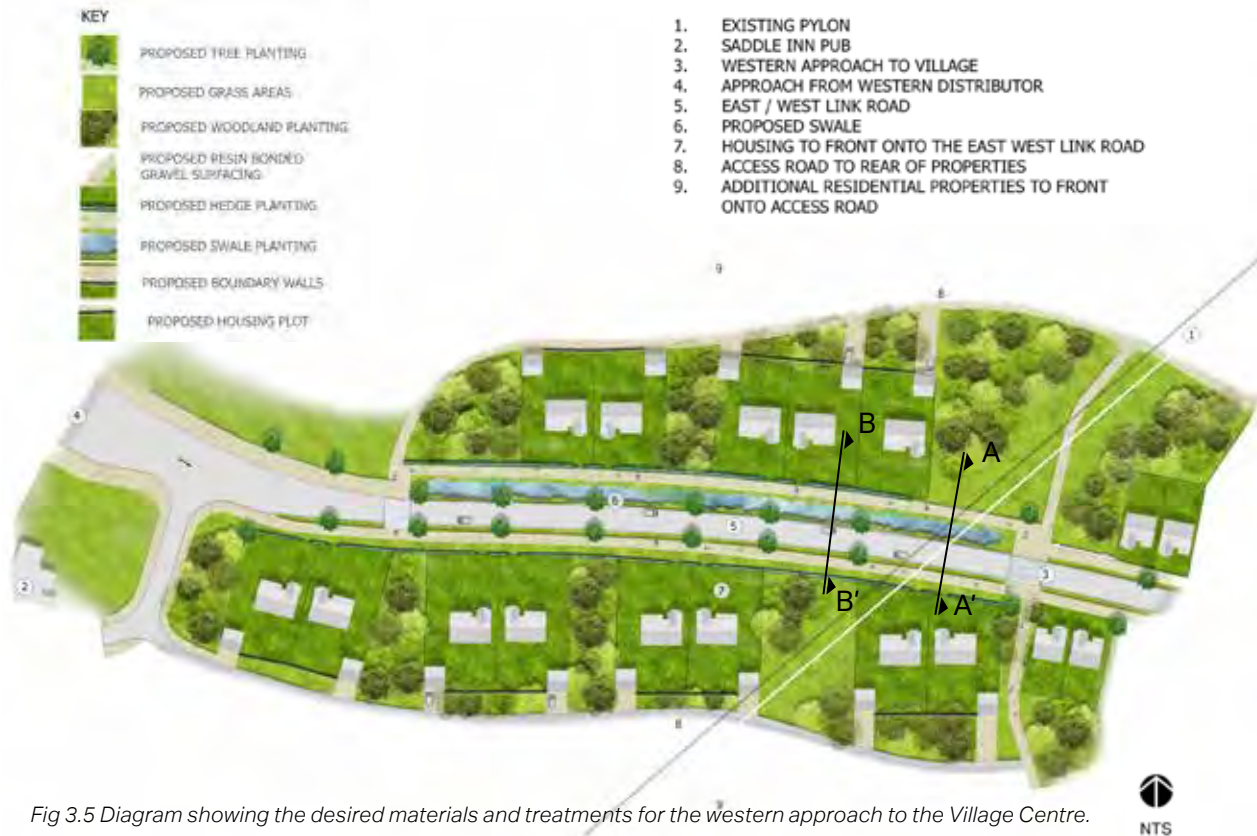 KEY
PROPOSED TREE PLANTING
PROPOSED GRASS AREAS
PROPOSED WOODLAND PLANTING
PROPOSED RESIN BONDED
GRAVEL SURFACING
PROPOSED HEDGE PLANTING
PROPOSED SWALE PLANTING
PROPOSED BOUNDARY WALLS
PROPOSED HOUSING PLOT
1. EXISTING PYLON
2. SADDLE INN PUB
3. WESTERN APPROACH TO VILLAGE
4. APPROACH FROM WESTERN DISTRIBUTOR
5. EAST / WEST LINK ROAD
6. PROPOSED SWALE
7. HOUSING TO FRONT ONTO THE EAST WEST LINK ROAD
8. ACCESS ROAD TO REAR OF PROPERTIES
9. ADDITIONAL RESIDENTIAL PROPERTIES TO FRONT
ONTO ACCESS ROAD
9
8
1
4
B
A
6
5
3
2
7
B'
A'
8
9
Fig 3.5 Diagram showing the desired materials and treatments for the western approach to the Village Centre.
NTS